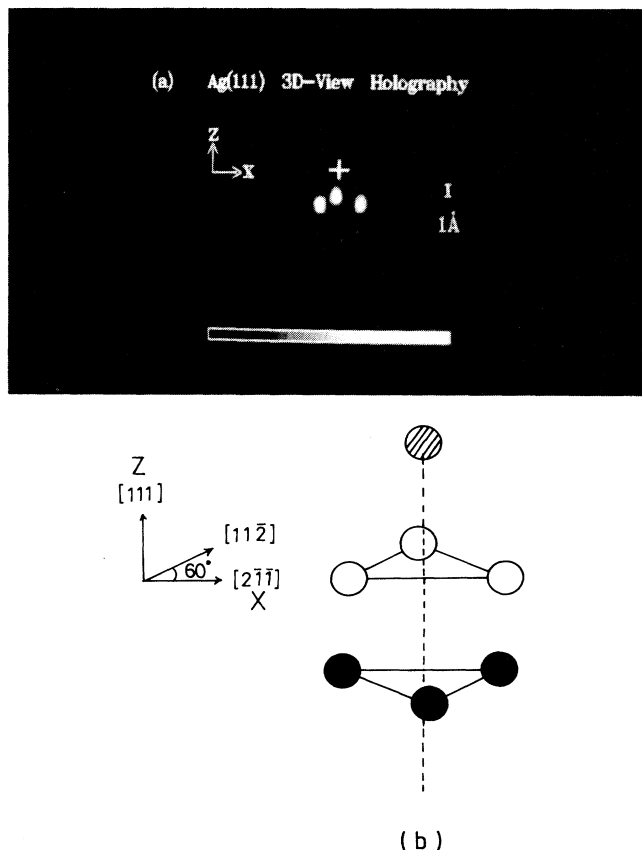 (a) Ag(111) 3D-View Holography
Z
X
I
1Å
Z
[111]
[112̄]
60°
[21̄1̄]
X
(b)